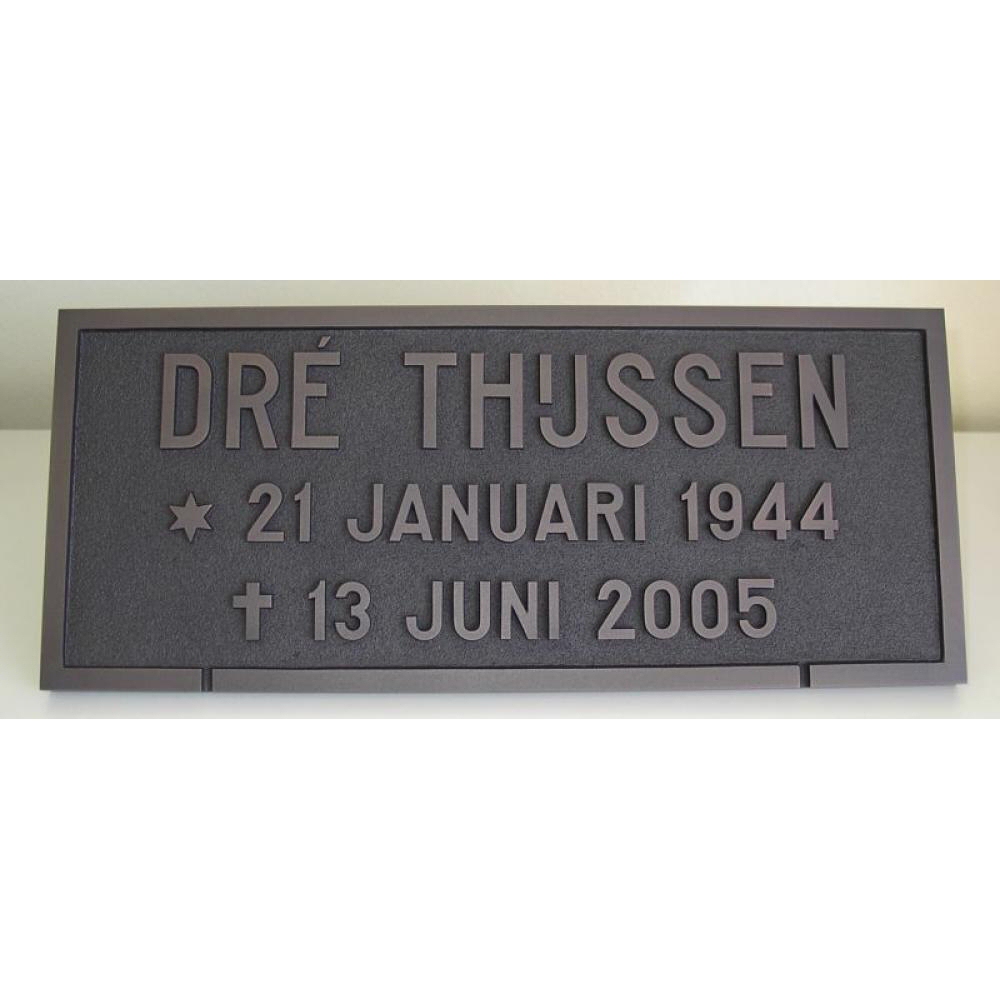 DRÉ THIJSSEN
★ 21 JANUARI 1944
✝ 13 JUNI 2005